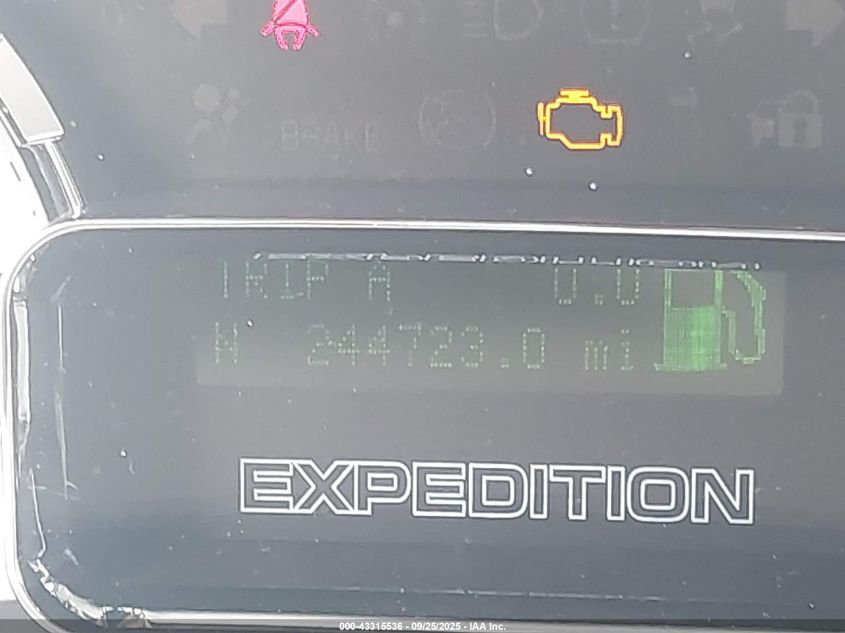 BRAKE
TRIP A 0.0
N 244723.0 mi
EXPEDITION
000-43315536 - 09/25/2025 - IAA Inc.